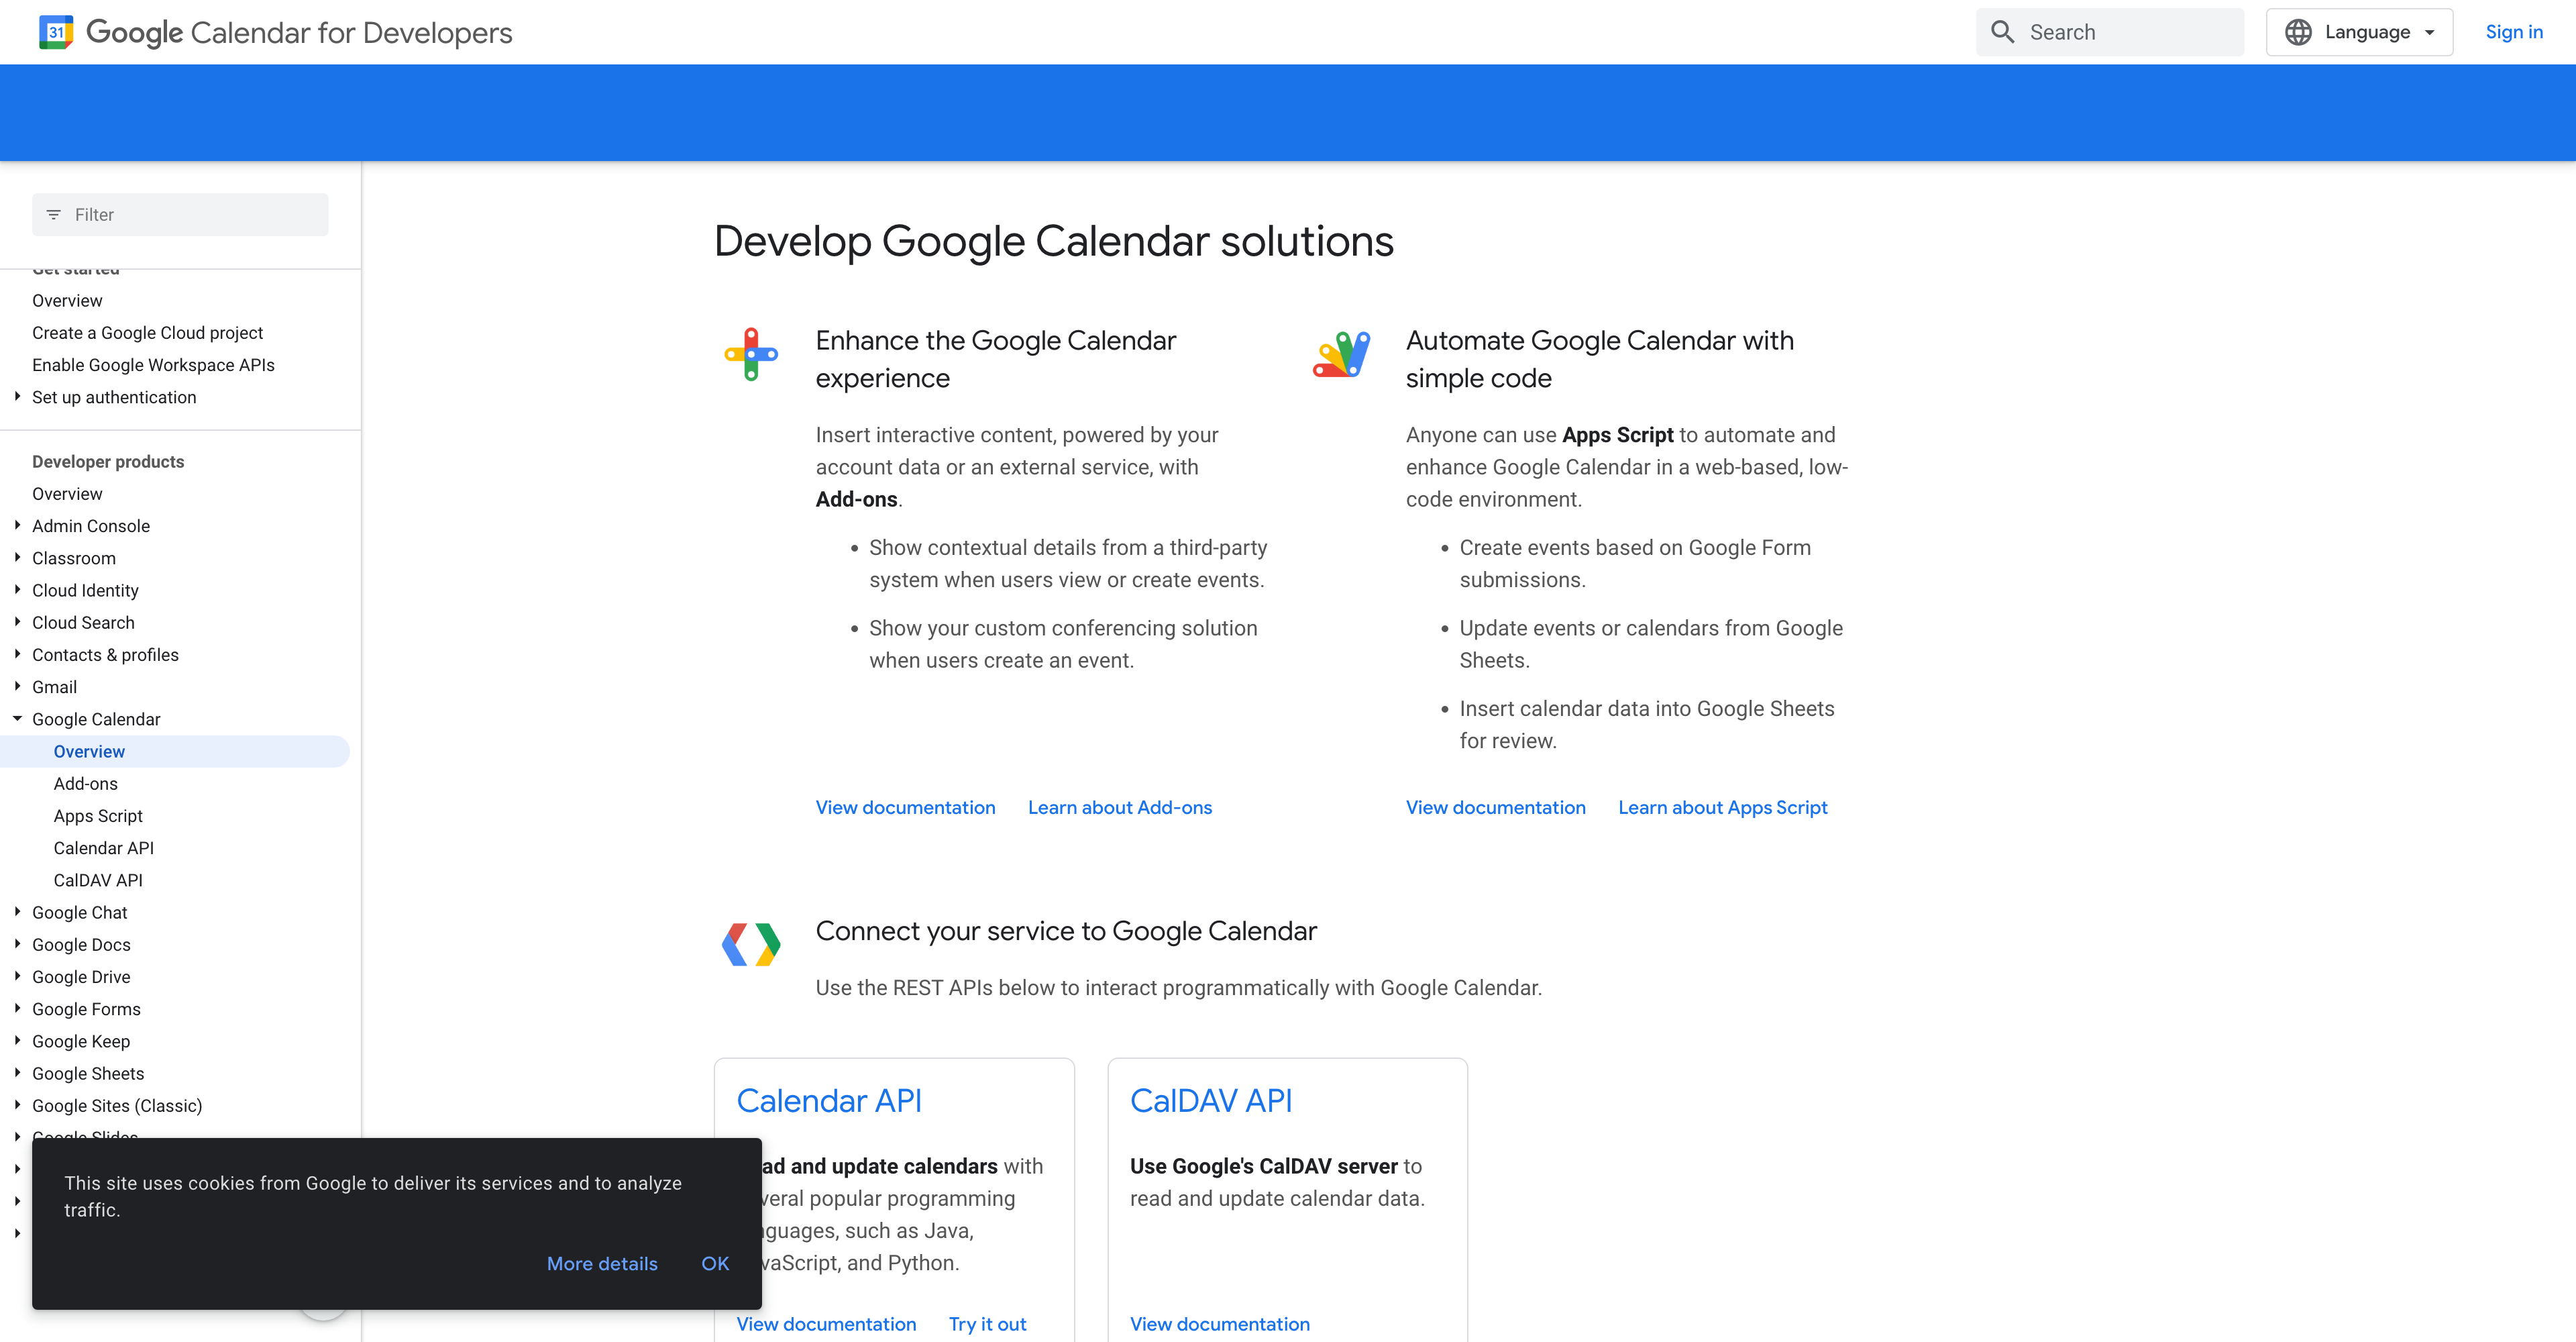 31 Google Calendar for Developers
Search
Language
Sign in
Filter
Get started
Overview
Create a Google Cloud project
Enable Google Workspace APIs
Set up authentication
Developer products
Overview
Admin Console
Classroom
Cloud Identity
Cloud Search
Contacts & profiles
Gmail
Google Calendar
Overview
Add-ons
Apps Script
Calendar API
CalDAV API
Google Chat
Google Docs
Google Drive
Google Forms
Google Keep
Google Sheets
Google Sites (Classic)
Google Slides
This site uses cookies from Google to deliver its services and to analyze
traffic.
More details OK
Develop Google Calendar solutions
Enhance the Google Calendar
experience
Insert interactive content, powered by your
account data or an external service, with
Add-ons.
• Show contextual details from a third-party
system when users view or create events.
• Show your custom conferencing solution
when users create an event.
View documentation Learn about Add-ons
Automate Google Calendar with
simple code
Anyone can use Apps Script to automate and
enhance Google Calendar in a web-based, low-
code environment.
• Create events based on Google Form
submissions.
• Update events or calendars from Google
Sheets.
• Insert calendar data into Google Sheets
for review.
View documentation Learn about Apps Script
Connect your service to Google Calendar
Use the REST APIs below to interact programmatically with Google Calendar.
Calendar API
and update calendars with
popular programming
such as Java,
and Python.
View documentation Try it out
CalDAV API
Use Google's CalDAV server to
read and update calendar data.
View documentation